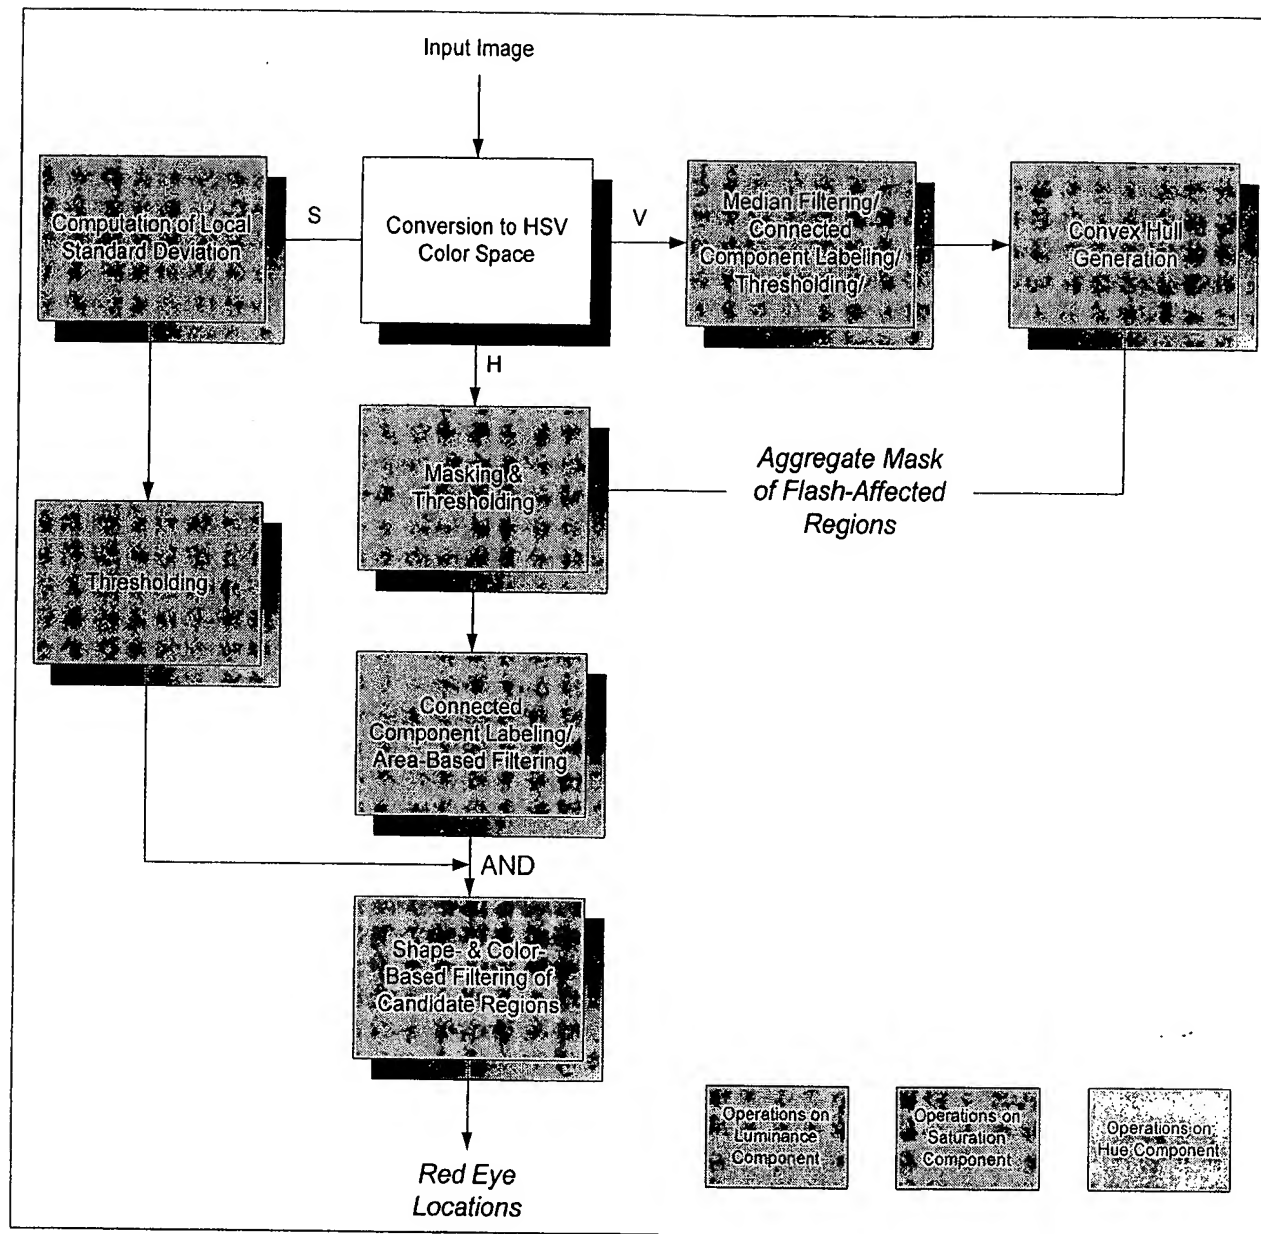 Input Image
Computation of Local
Standard Deviation
S
Conversion to HSV
Color Space
V
Median Filtering/
Connected
Component Labeling/
Thresholding/
Convex Hull
Generation
H
Masking &
Thresholding
Aggregate Mask
of Flash-Affected
Regions
Thresholding
Connected
Component Labeling/
Area-Based Filtering
AND
Shape- & Color-
Based Filtering of
Candidate Regions
Red Eye
Locations
Operations on
Luminance
Component
Operations on
Saturation
Component
Operations on
Hue Component